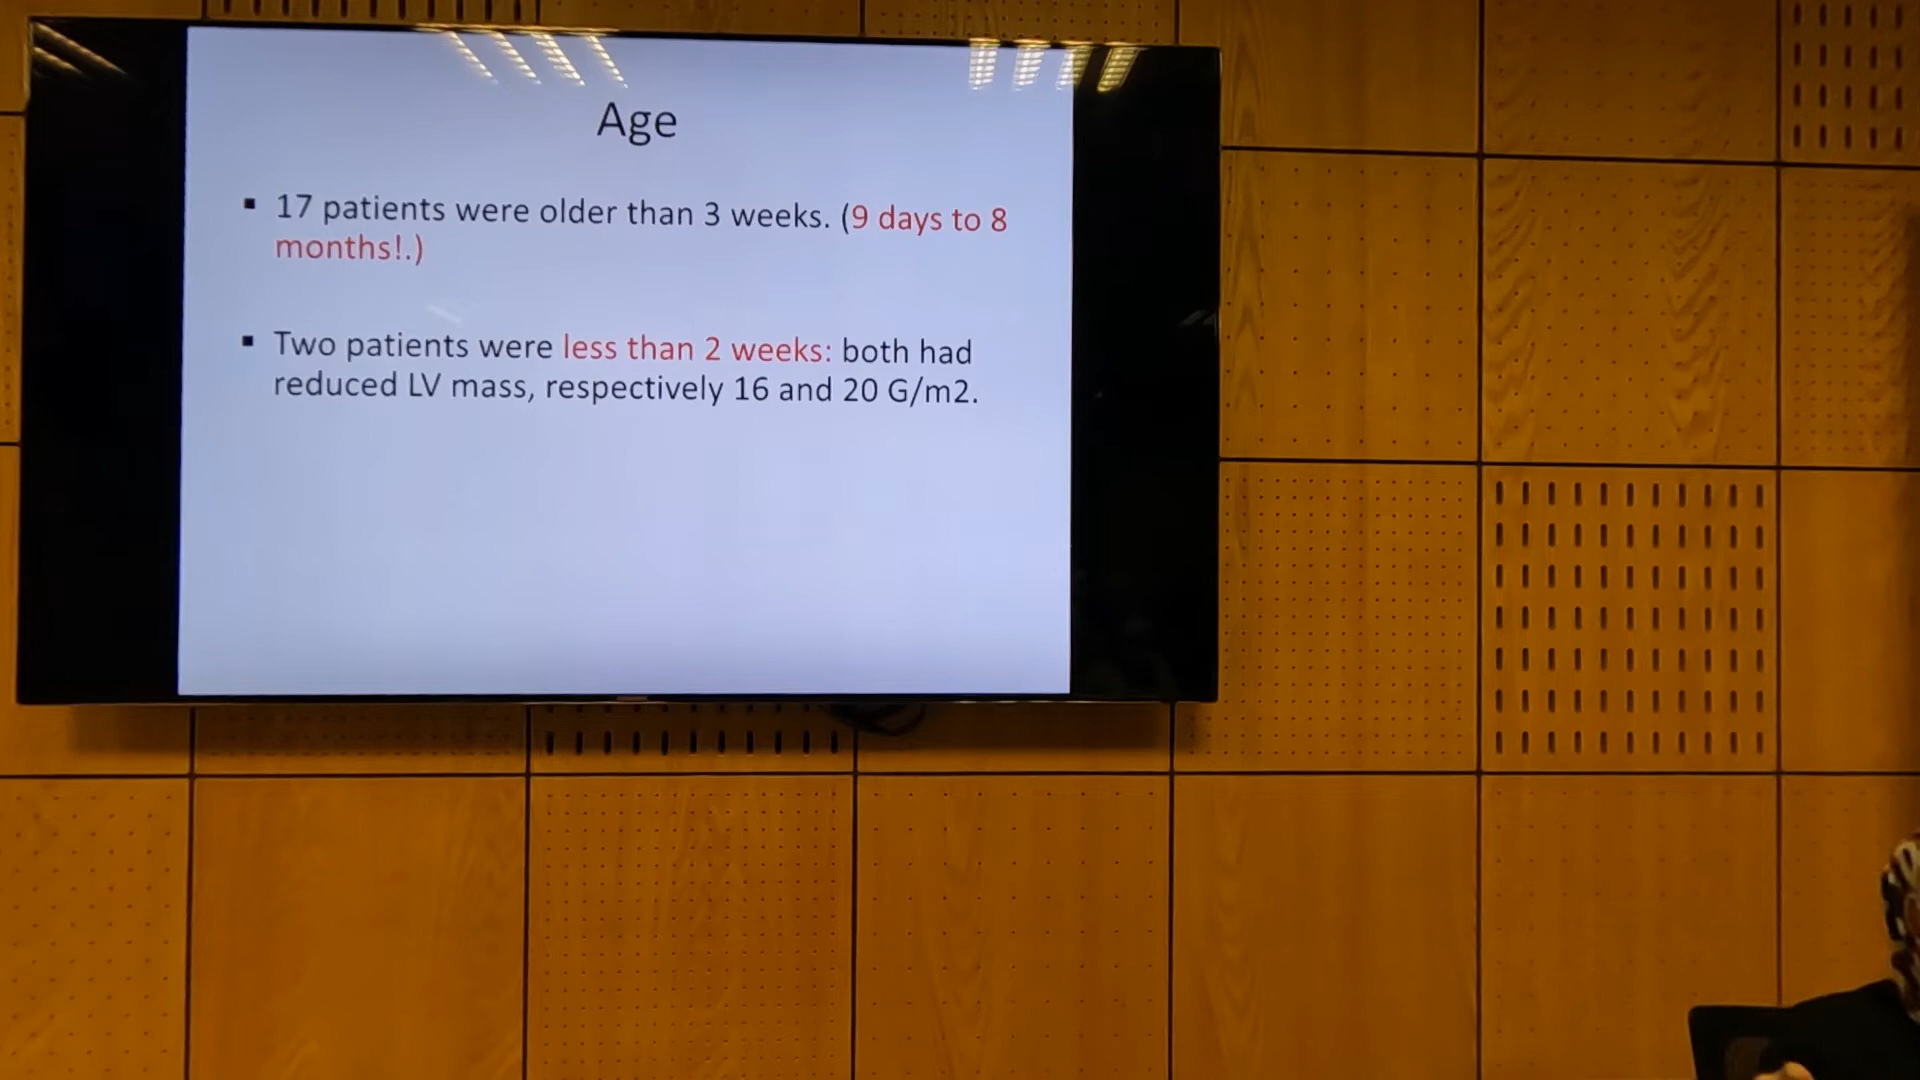 Age
▪ 17 patients were older than 3 weeks. (9 days to 8
months!.)
▪ Two patients were less than 2 weeks: both had
reduced LV mass, respectively 16 and 20 G/m2.